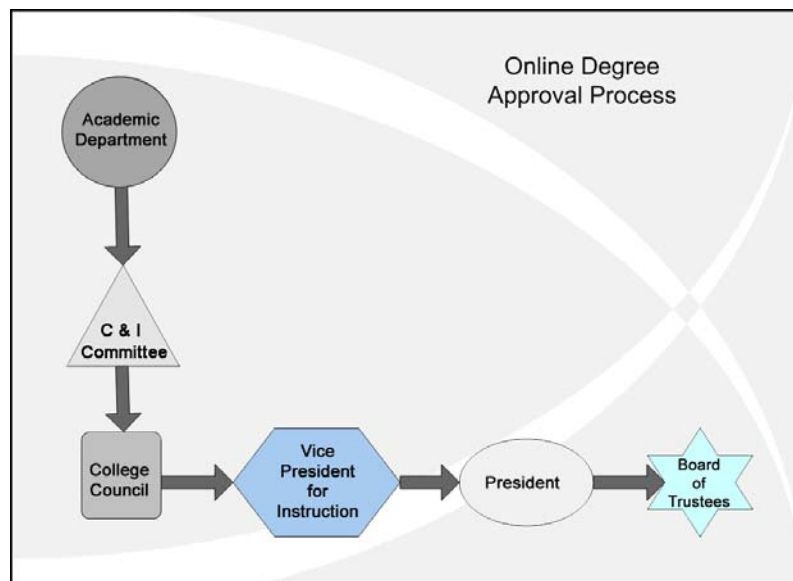 Online Degree
Approval Process
Academic
Department
C & I
Committee
College
Council
Vice
President
for
Instruction
President
Board
of
Trustees